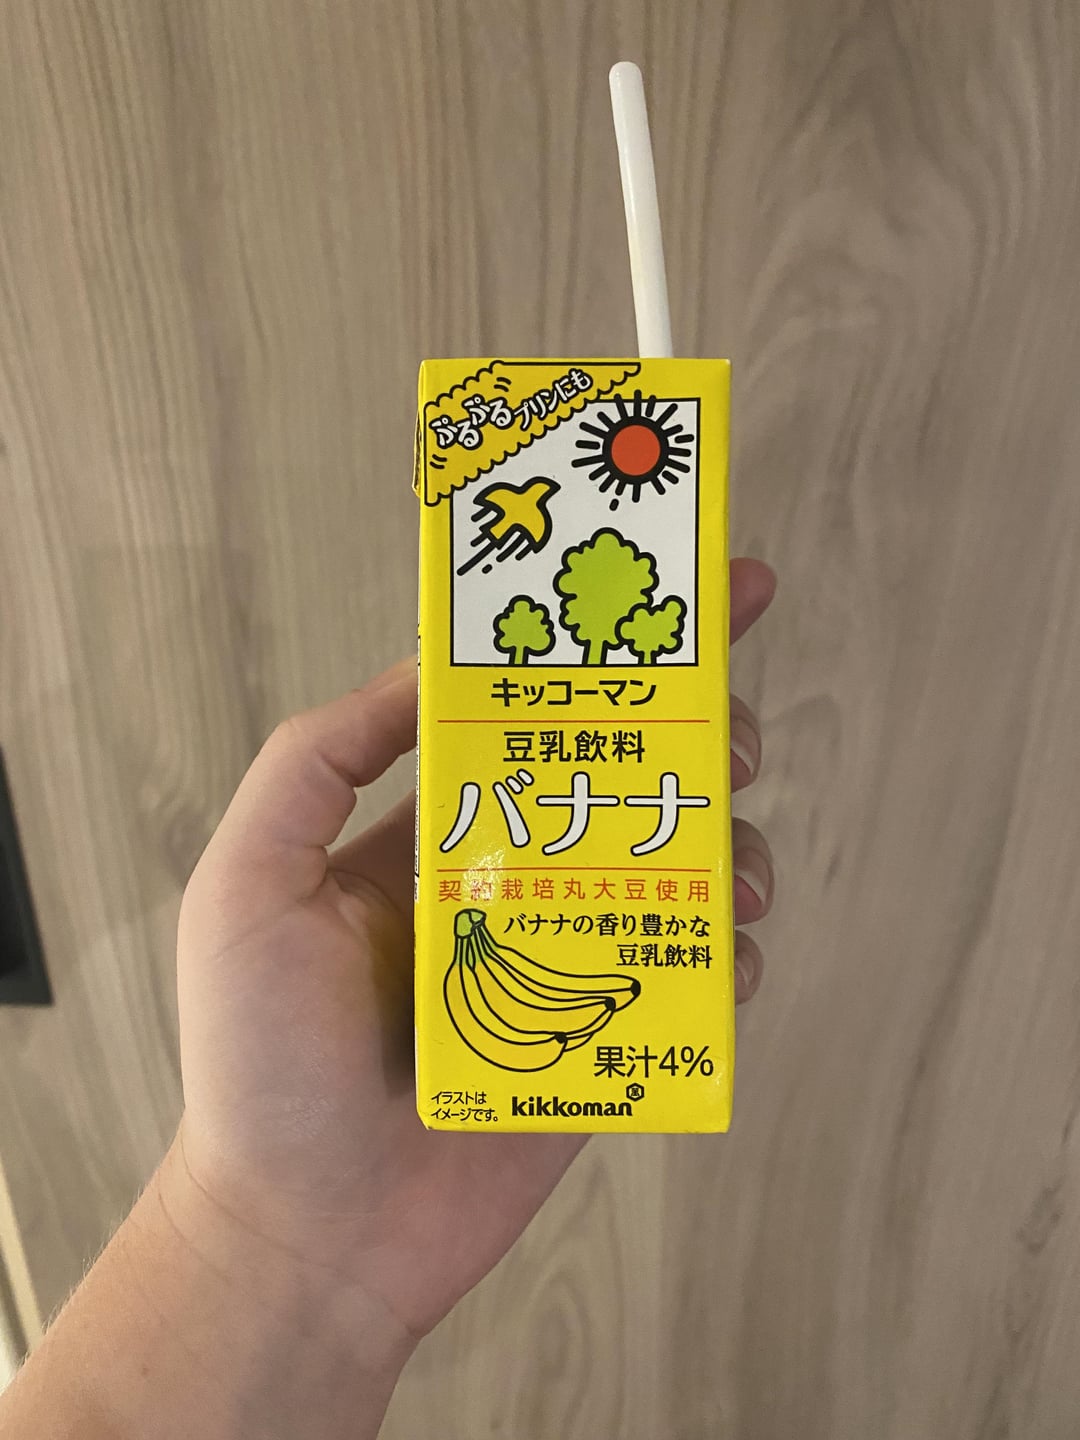 ぷるぷるプリンにも
キッコーマン
豆乳飲料
バナナ
契約栽培丸大豆使用
バナナの香り豊かな
豆乳飲料
果汁4%
イラストは
イメージです。
kikkoman